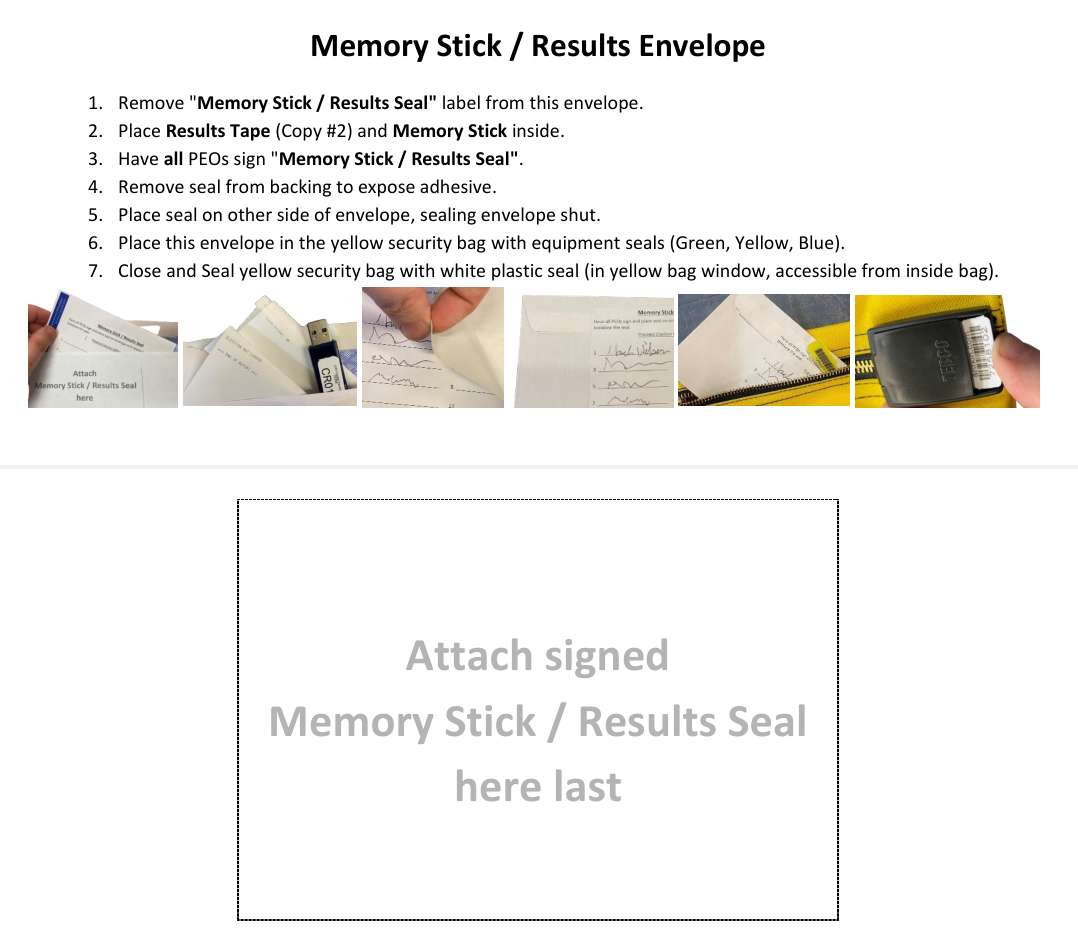 Memory Stick / Results Envelope
1. Remove "Memory Stick / Results Seal" label from this envelope.
2. Place Results Tape (Copy #2) and Memory Stick inside.
3. Have all PEOs sign "Memory Stick / Results Seal".
4. Remove seal from backing to expose adhesive.
5. Place seal on other side of envelope, sealing envelope shut.
6. Place this envelope in the yellow security bag with equipment seals (Green, Yellow, Blue).
7. Close and Seal yellow security bag with white plastic seal (in yellow bag window, accessible from inside bag).
Memory Stick / Results Seal
Attach
Memory Stick / Results Seal
here
CR01
Memory Stick
Attach signed
Memory Stick / Results Seal
here last